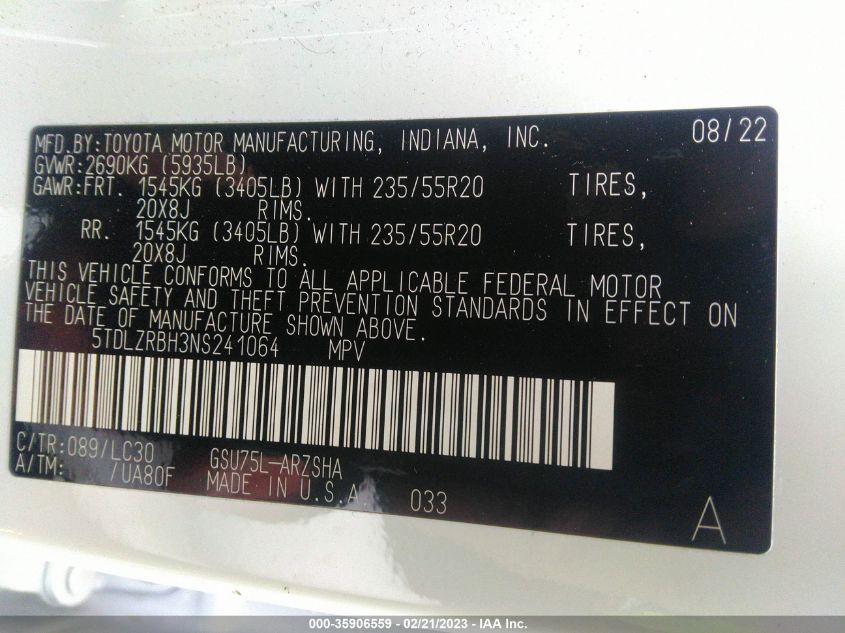 MFD.BY:TOYOTA MOTOR MANUFACTURING, INDIANA, INC. 08/22
GVWR:2690KG (5935LB)
GAWR:FRT. 1545KG (3405LB) WITH 235/55R20 TIRES,
20X8J RIMS.
RR. 1545KG (3405LB) WITH 235/55R20 TIRES,
20X8J RIMS.
THIS VEHICLE CONFORMS TO ALL APPLICABLE FEDERAL MOTOR
VEHICLE SAFETY AND THEFT PREVENTION STANDARDS IN EFFECT ON
THE DATE OF MANUFACTURE SHOWN ABOVE.
5TDLZRBH3NS241064 MPV
C/TR:089/LC30 GSU75L-ARZSHA
A/TM: /UA80F MADE IN U.S.A. 033
A
000-35906559 - 02/21/2023 - IAA Inc.